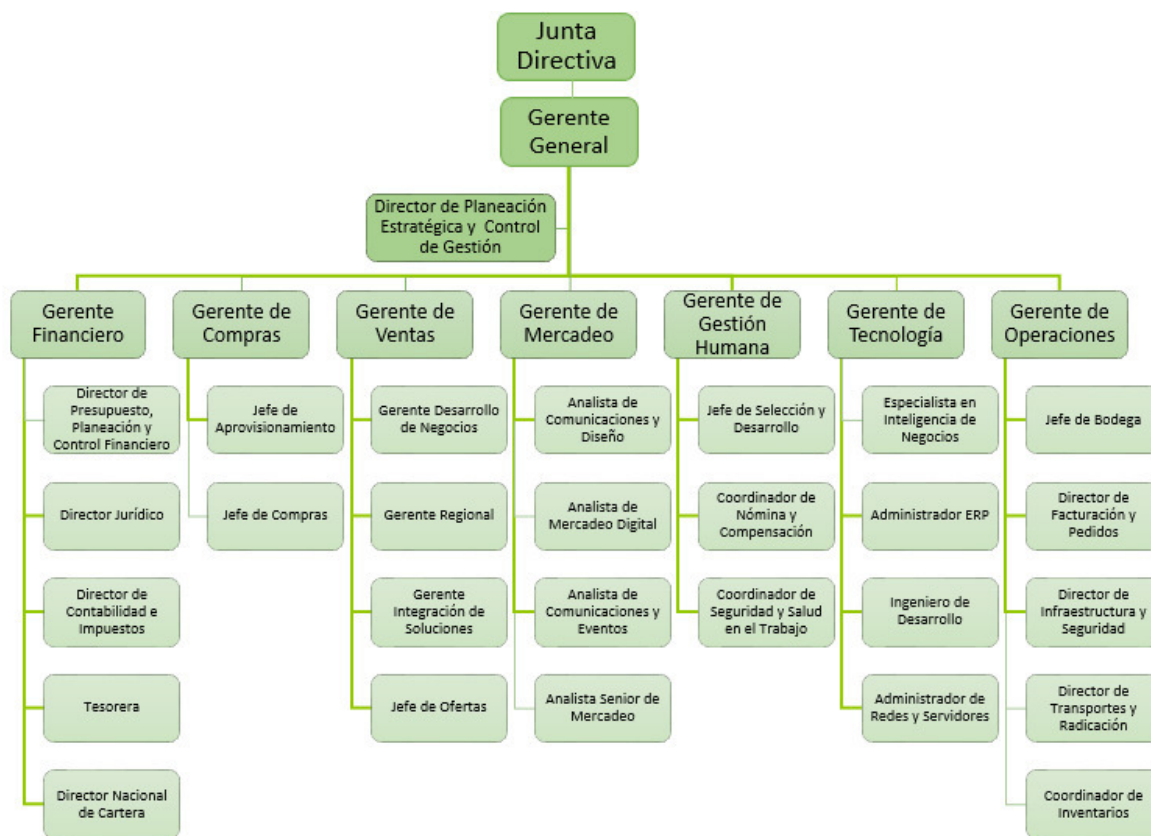 Junta
Directiva
Gerente
General
Director de Planeación
Estratégica y Control
de Gestión
Gerente
Financiero
Gerente de
Compras
Gerente de
Ventas
Gerente de
Mercadeo
Gerente de
Gestión
Humana
Gerente de
Tecnología
Gerente de
Operaciones
Director de
Presupuesto,
Planeación y
Control Financiero
Jefe de
Aprovisionamiento
Gerente Desarrollo
de Negocios
Analista de
Comunicaciones y
Diseño
Jefe de Selección y
Desarrollo
Especialista en
Inteligencia de
Negocios
Jefe de Bodega
Director Jurídico
Jefe de Compras
Gerente Regional
Analista de
Mercadeo Digital
Coordinador de
Nómina y
Compensación
Administrador ERP
Director de
Facturación y
Pedidos
Director de
Contabilidad e
Impuestos
Gerente
Integración de
Soluciones
Analista de
Comunicaciones y
Eventos
Coordinador de
Seguridad y Salud
en el Trabajo
Ingeniero de
Desarrollo
Director de
Infraestructura y
Seguridad
Tesorera
Jefe de Ofertas
Analista Senior de
Mercadeo
Administrador de
Redes y Servidores
Director de
Transportes y
Radicación
Director Nacional
de Cartera
Coordinador de
Inventarios